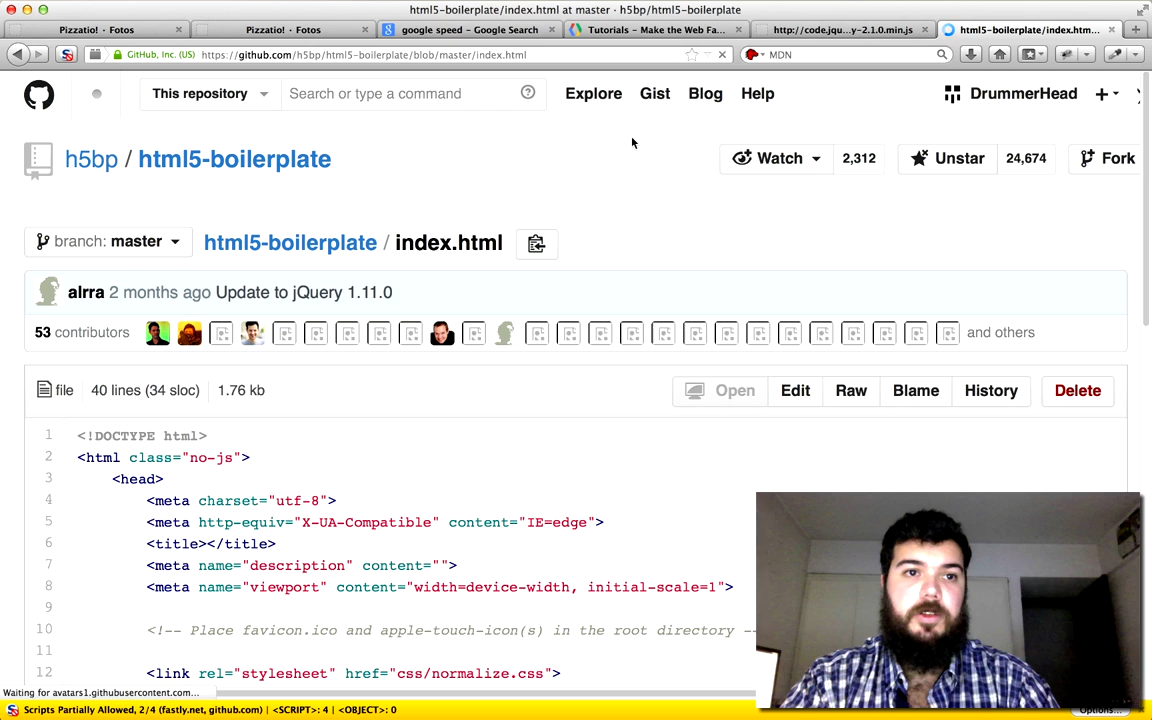 html5-boilerplate/index.html at master · h5bp/html5-boilerplate
Pizzatio! - Fotos
Pizzatio! - Fotos
google speed - Google Search
Tutorials - Make the Web Fa...
http://code.jqu...y-2.1.0.min.js
html5-boilerplate/index.htm...
GitHub, Inc. (US)
https://github.com/h5bp/html5-boilerplate/blob/master/index.html
MDN
This repository
Search or type a command
Explore Gist Blog Help
DrummerHead
h5bp / html5-boilerplate
Watch 2,312
Unstar 24,674
Fork
branch: master
html5-boilerplate / index.html
alrra 2 months ago Update to jQuery 1.11.0
53 contributors
and others
file 40 lines (34 sloc) 1.76 kb
Open Edit Raw Blame History Delete
1 <!DOCTYPE html>
2 <html class="no-js">
3 <head>
4 <meta charset="utf-8">
5 <meta http-equiv="X-UA-Compatible" content="IE=edge">
6 <title></title>
7 <meta name="description" content="">
8 <meta name="viewport" content="width=device-width, initial-scale=1">
9
10 <!-- Place favicon.ico and apple-touch-icon(s) in the root directory --
11
12 <link rel="stylesheet" href="css/normalize.css">
Waiting for avatars1.githubusercontent.com...
Scripts Partially Allowed, 2/4 (fastly.net, github.com) | <SCRIPT>: 4 | <OBJECT>: 0
Options...